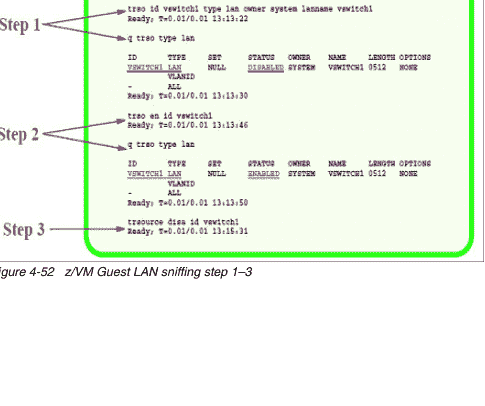 Step 1
trso id vswitch1 type lan owner system lanname vswitch1
Ready; T=0.01/0.01 13:13:22
q trso type lan
ID TYPE SET STATUS OWNER NAME LENGTH OPTIONS
VSWITCH1 LAN NULL DISABLED SYSTEM VSWITCH1 0512 NONE
VLANID
- ALL
Ready; T=0.01/0.01 13:13:30
Step 2
trso en id vswitch1
Ready; T=0.01/0.01 13:13:46
q trso type lan
ID TYPE SET STATUS OWNER NAME LENGTH OPTIONS
VSWITCH1 LAN NULL ENABLED SYSTEM VSWITCH1 0512 NONE
VLANID
- ALL
Ready; T=0.01/0.01 13:13:50
Step 3
trsource disa id vswitch1
Ready; T=0.01/0.01 13:15:31
igure 4-52 z/VM Guest LAN sniffing step 1–3